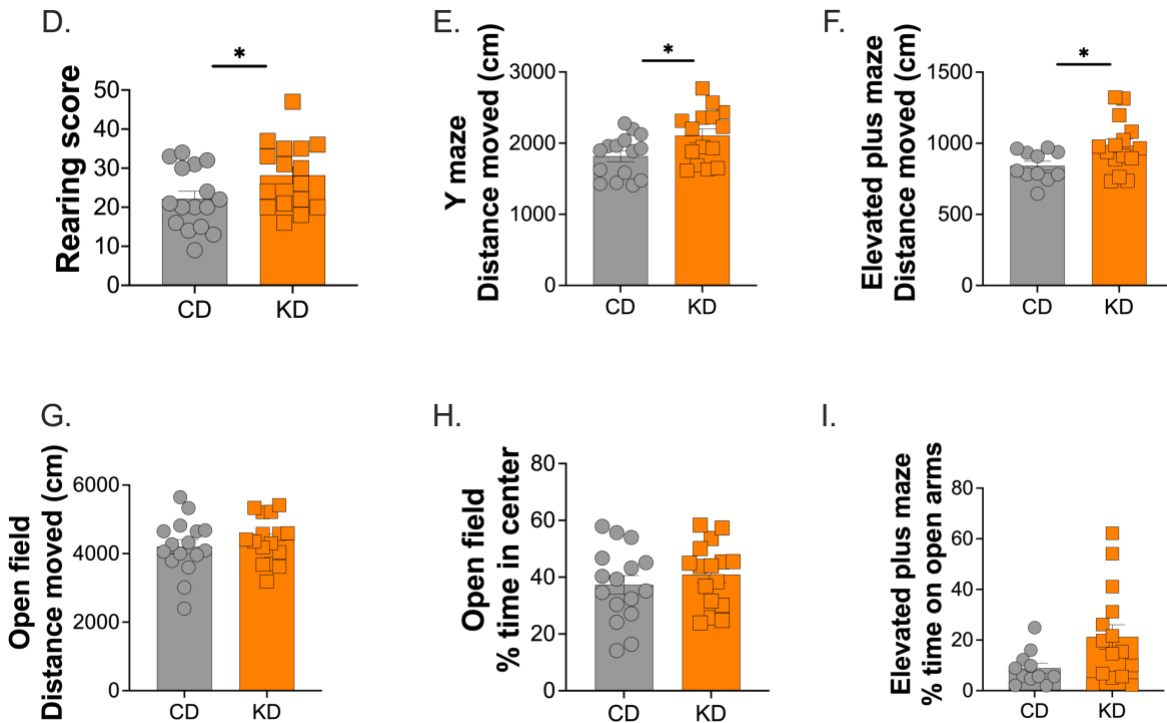 D.
*
Rearing score
50
40
30
20
10
0
CD KD
E.
*
Y maze
Distance moved (cm)
3000
2000
1000
0
CD KD
F.
*
Elevated plus maze
Distance moved (cm)
1500
1000
500
0
CD KD
G.
Open field
Distance moved (cm)
6000
4000
2000
0
CD KD
H.
Open field
% time in center
80
60
40
20
0
CD KD
I.
Elevated plus maze
% time on open arms
80
60
40
20
0
CD KD